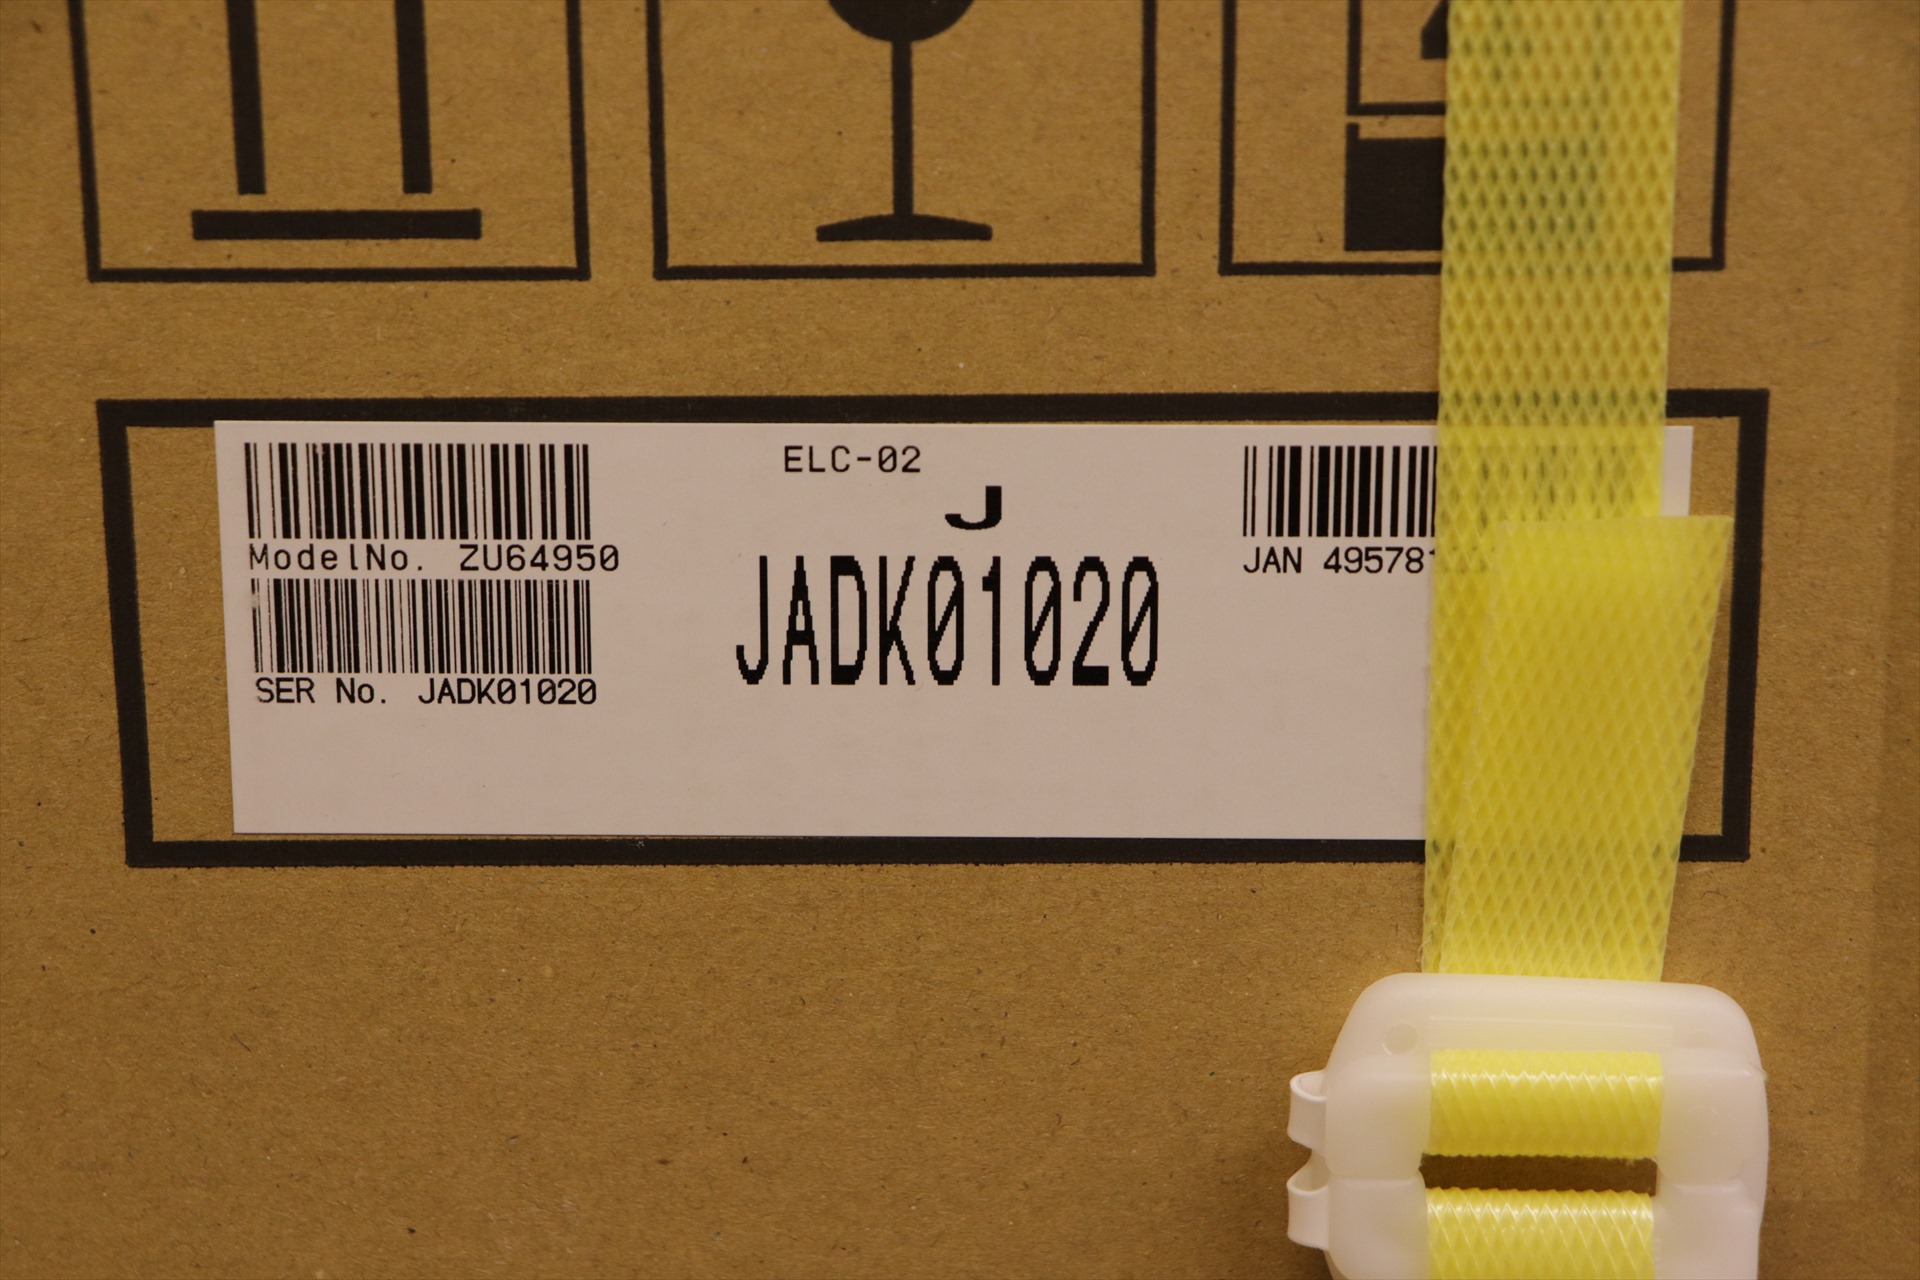 ELC-02
J
JADK01020
ModelNo. ZU64950
SER No. JADK01020
JAN 495781